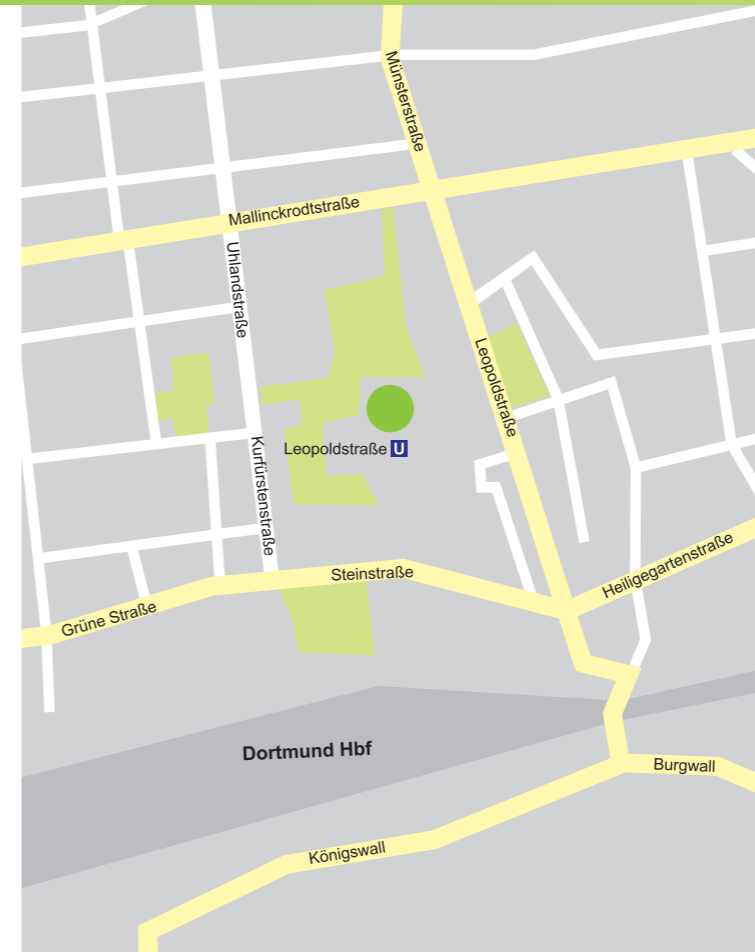 Münsterstraße
Mallinckrodtstraße
Uhlandstraße
Leopoldstraße
Kurfürstenstraße
Leopoldstraße U
Steinstraße
Heiligegartenstraße
Grüne Straße
Dortmund Hbf
Burgwall
Königswall